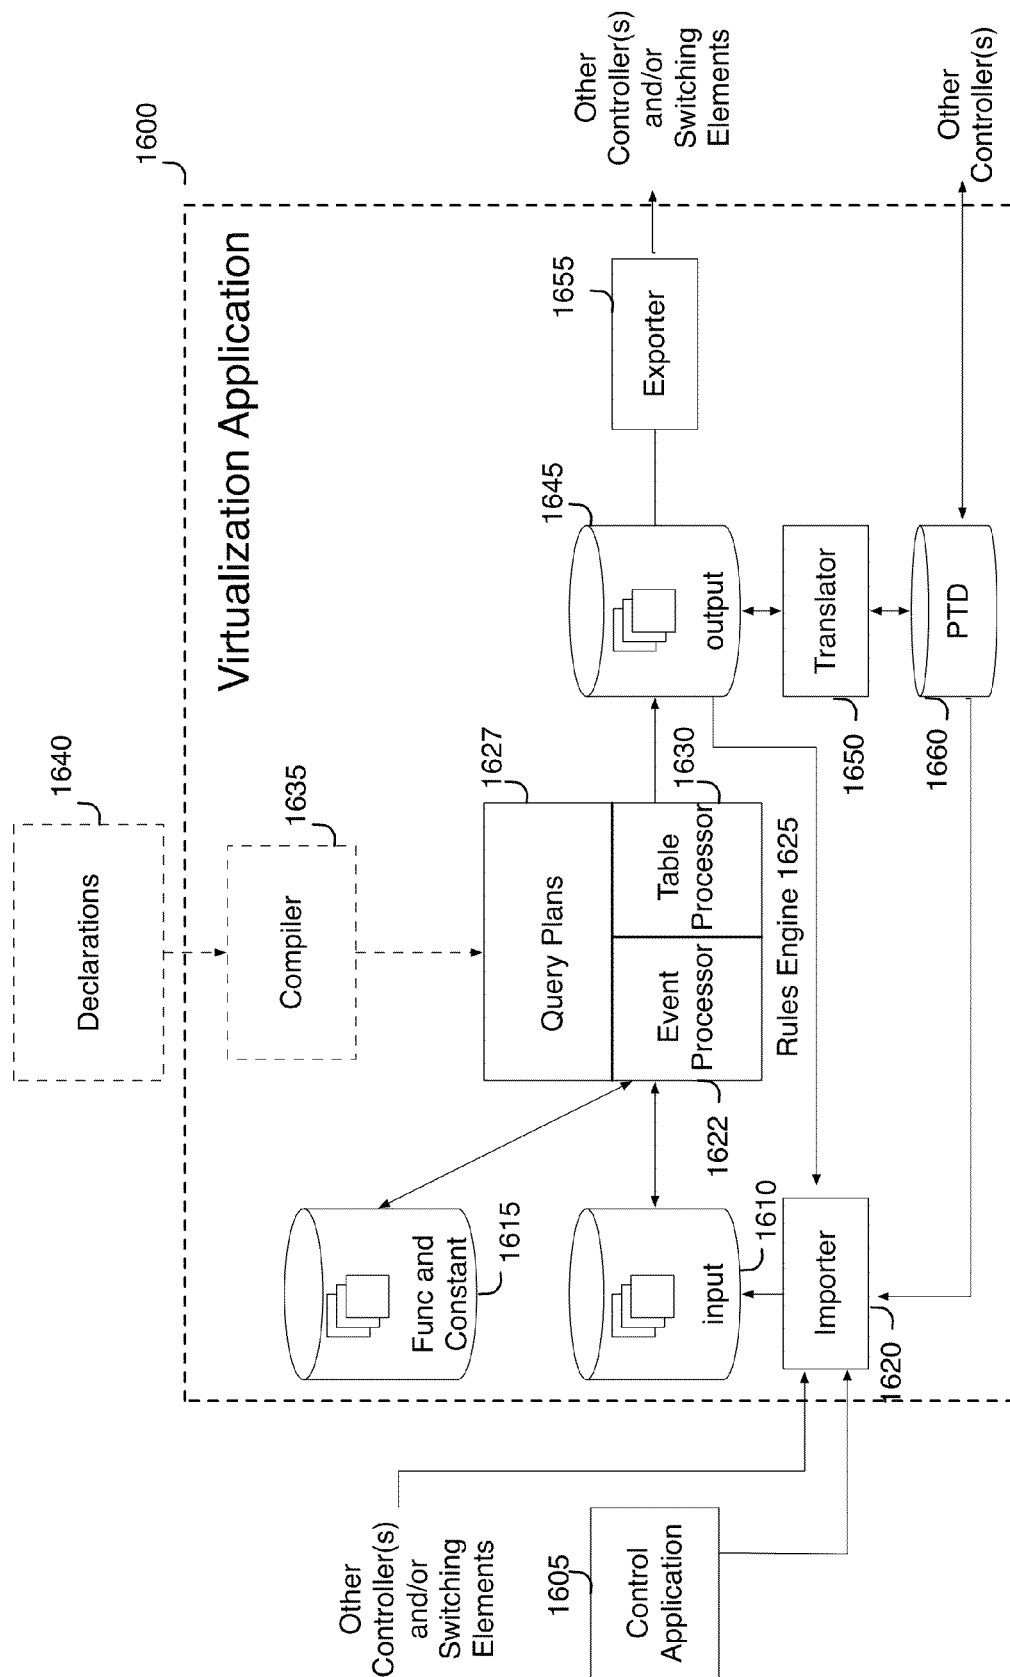 Declarations
1640
1600
Virtualization Application
Compiler
1635
Func and
Constant
1615
Query Plans
1627
Event
Processor
1622
Table
Processor
1630
Rules Engine 1625
input
1610
output
1645
Exporter
1655
Other
Controller(s)
and/or
Switching
Elements
Other
Controller(s)
and/or
Switching
Elements
Importer
1620
Translator
1650
Control
Application
1605
PTD
1660
Other
Controller(s)